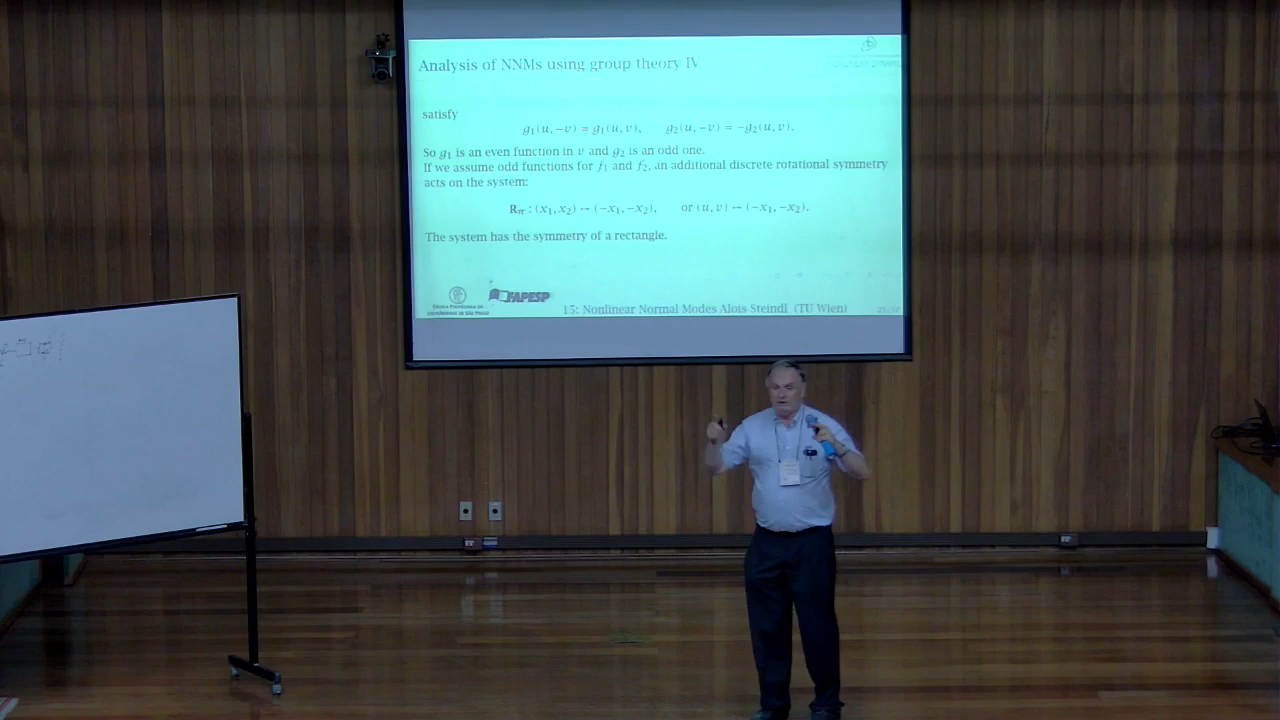 Analysis of NNMs using group theory IV
satisfy
g₁(u, −v) = g₁(u, v), g₂(u, −v) = −g₂(u, v).
So g₁ is an even function in v and g₂ is an odd one.
If we assume odd functions for f₁ and f₂, an additional discrete rotational symmetry
acts on the system:
R_π : (x₁, x₂) ↦ (−x₁, −x₂), or (u, v) ↦ (−x₁, −x₂).
The system has the symmetry of a rectangle.
FAPESP
15: Nonlinear Normal Modes Alois Steindl (TU Wien)